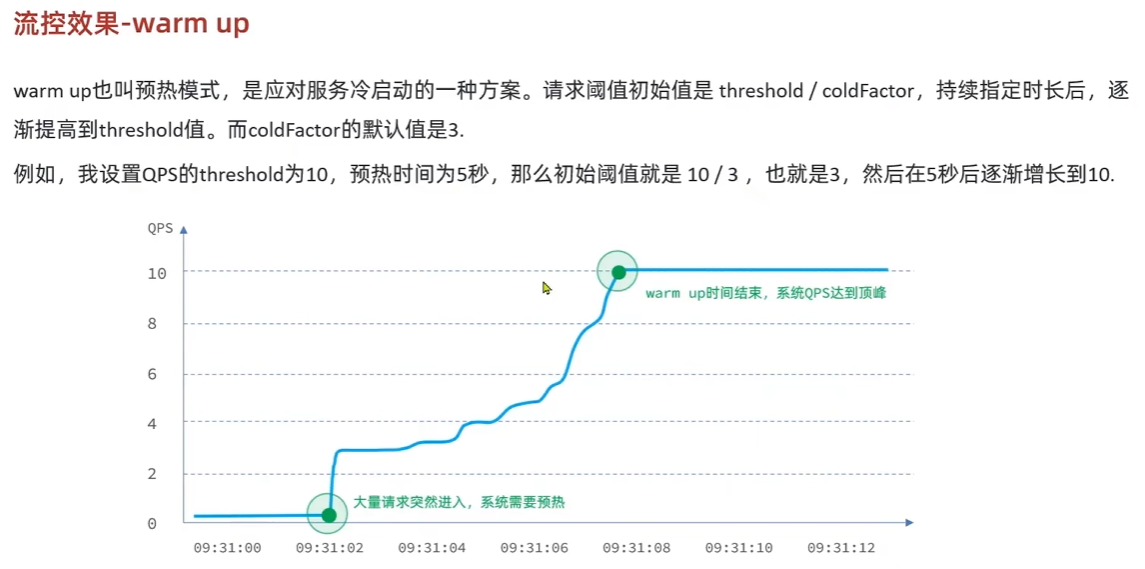 流控效果-warm up
warm up也叫预热模式，是应对服务冷启动的一种方案。请求阈值初始值是 threshold / coldFactor，持续指定时长后，逐
渐提高到threshold值。而coldFactor的默认值是3.
例如，我设置QPS的threshold为10，预热时间为5秒，那么初始阈值就是 10 / 3 ，也就是3，然后在5秒后逐渐增长到10.
QPS
10
warm up时间结束，系统QPS达到顶峰
8
6
4
2
大量请求突然进入，系统需要预热
0
09:31:00 09:31:02 09:31:04 09:31:06 09:31:08 09:31:10 09:31:12